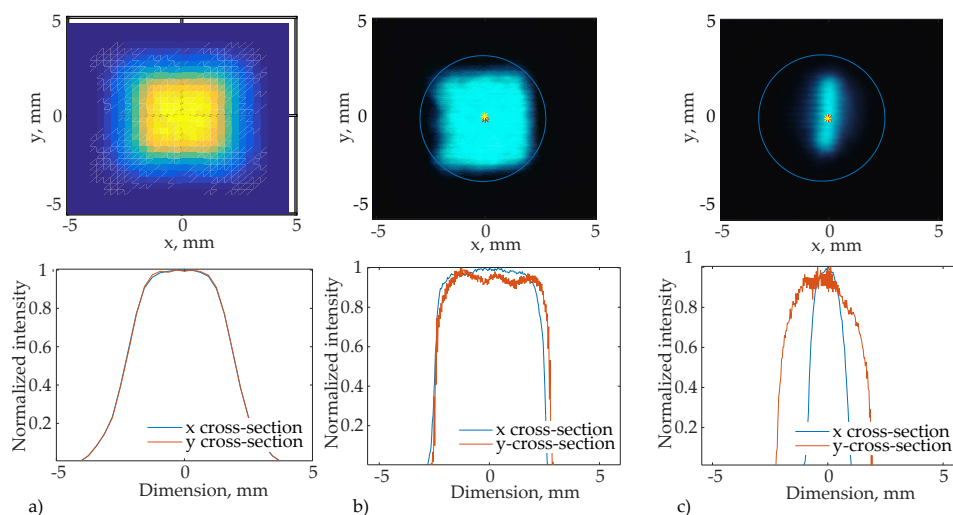 5
0
-5
y, mm
-5
0
5
x, mm
5
0
-5
y, mm
-5
0
5
x, mm
5
0
-5
y, mm
-5
0
5
x, mm
1
0.8
0.6
0.4
0.2
Normalized intensity
x cross-section
y cross-section
-5
0
5
Dimension, mm
a)
1
0.8
0.6
0.4
0.2
Normalized intensity
x cross-section
y-cross-section
-5
0
5
Dimension, mm
b)
1
0.8
0.6
0.4
0.2
Normalized intensity
x cross-section
y-cross-section
-5
0
5
Dimension, mm
c)